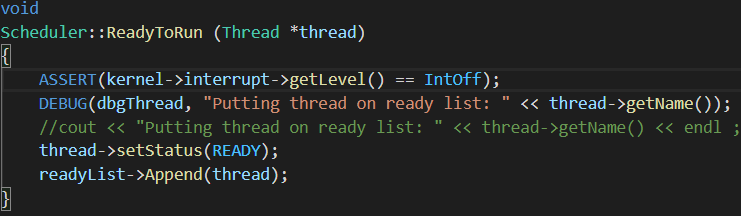 void
Scheduler::ReadyToRun (Thread *thread)
{
    ASSERT(kernel->interrupt->getLevel() == IntOff);
    DEBUG(dbgThread, "Putting thread on ready list: " << thread->getName());
    //cout << "Putting thread on ready list: " << thread->getName() << endl ;
    thread->setStatus(READY);
    readyList->Append(thread);
}